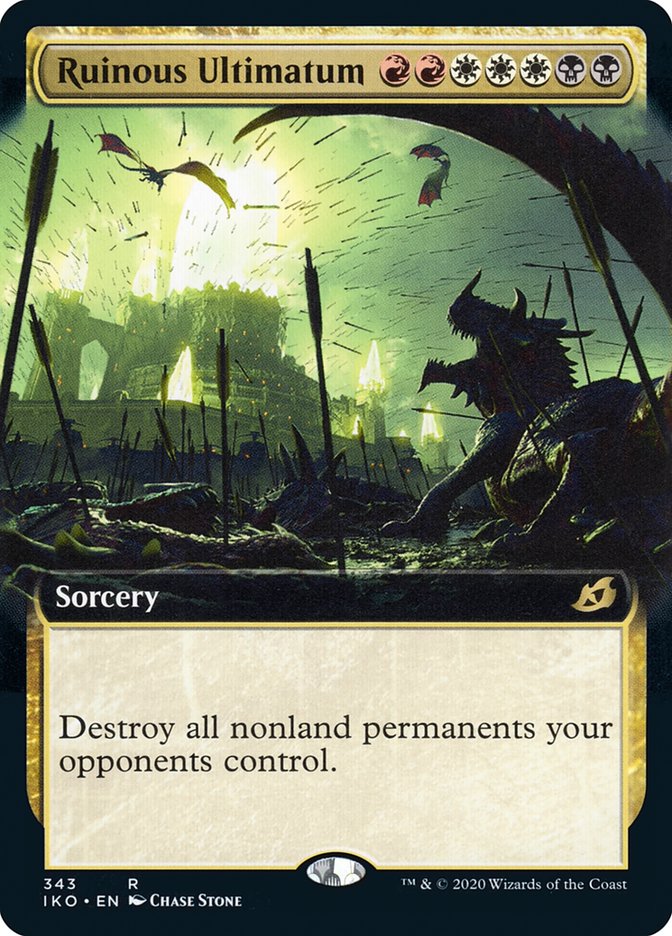 Ruinous Ultimatum
Sorcery
Destroy all nonland permanents your
opponents control.
343 R
IKO • EN Chase Stone
™ & © 2020 Wizards of the Coast